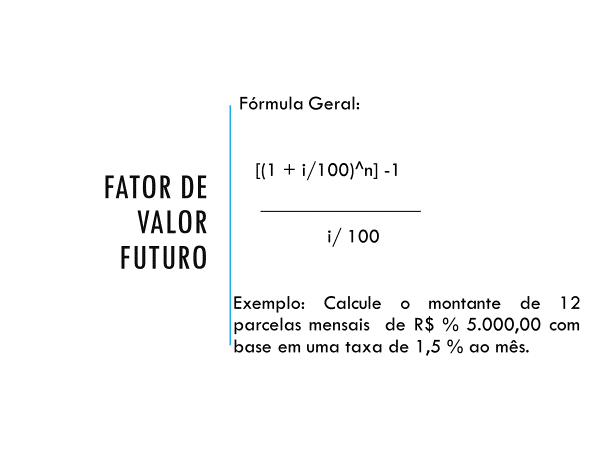 FATOR DE
VALOR
FUTURO
Fórmula Geral:
[(1 + i/100)^n] -1
i/ 100
Exemplo: Calcule o montante de 12
parcelas mensais de R$ % 5.000,00 com
base em uma taxa de 1,5 % ao mês.